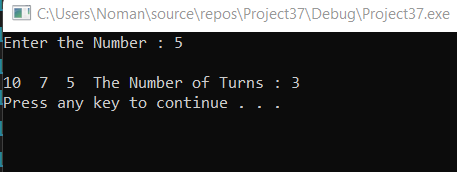 C:\Users\Noman\source\repos\Project37\Debug\Project37.exe
Enter the Number : 5
10  7  5  The Number of Turns : 3
Press any key to continue . . .